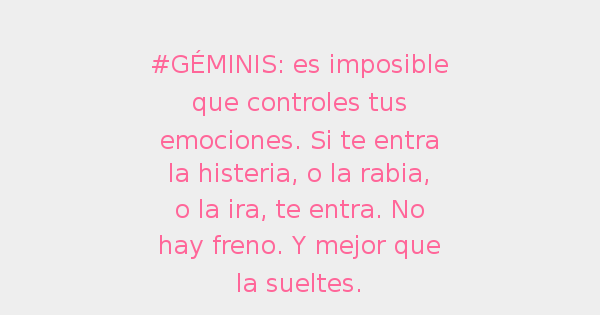 #GÉMINIS: es imposible
que controles tus
emociones. Si te entra
la histeria, o la rabia,
o la ira, te entra. No
hay freno. Y mejor que
la sueltes.